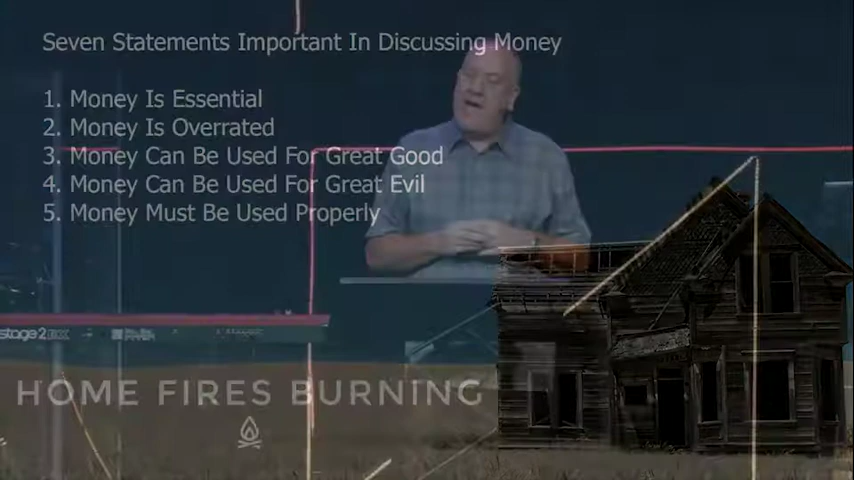 Seven Statements Important In Discussing Money
1. Money Is Essential
2. Money Is Overrated
3. Money Can Be Used For Great Good
4. Money Can Be Used For Great Evil
5. Money Must Be Used Properly
stage2
HOME FIRES BURNING